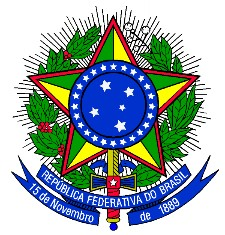 REPÚBLICA FEDERATIVA DO BRASIL
15 de Novembro de 1889